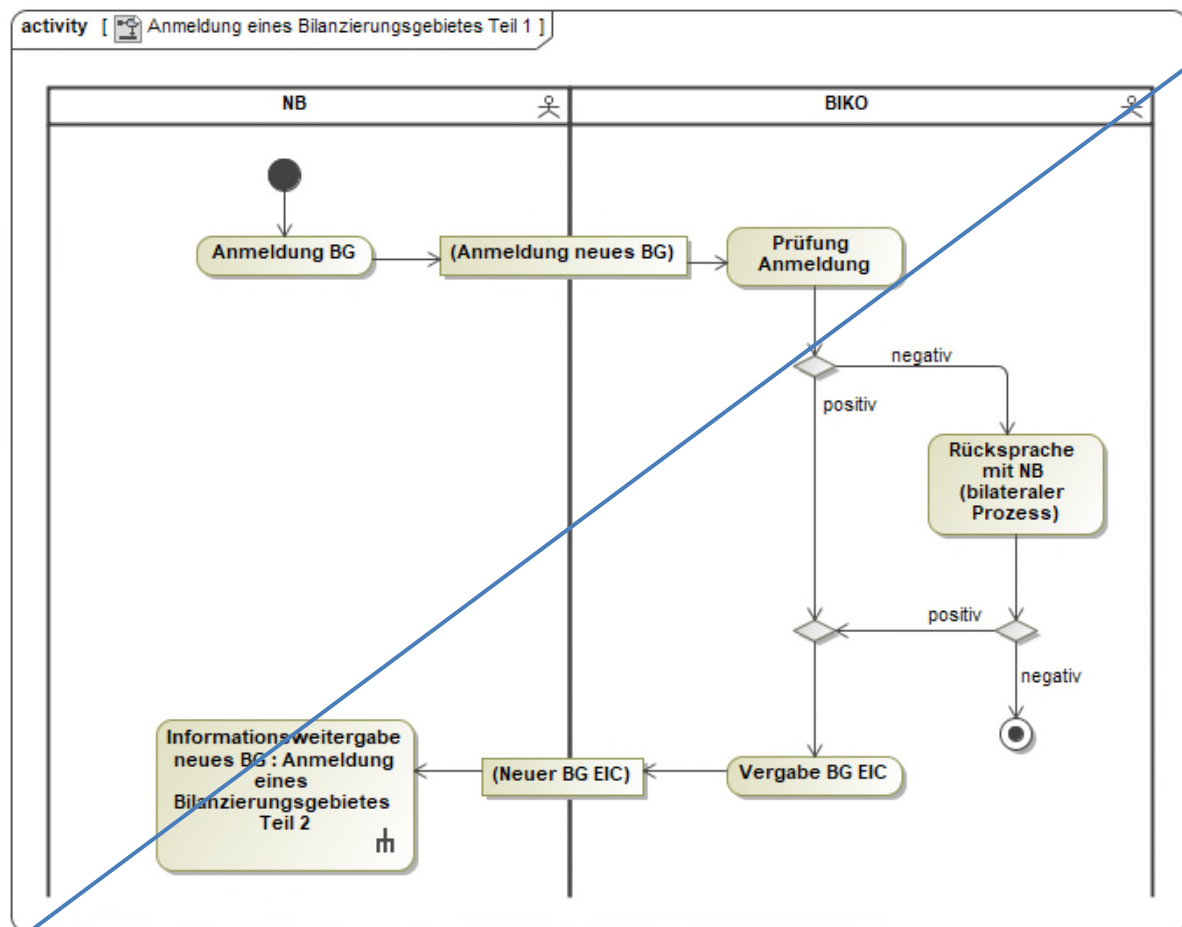 activity [ Anmeldung eines Bilanzierungsgebietes Teil 1 ]
NB
BIKO
Anmeldung BG
(Anmeldung neues BG)
Prüfung
Anmeldung
negativ
positiv
Rücksprache
mit NB
(bilateraler
Prozess)
positiv
negativ
Informationsweitergabe
neues BG : Anmeldung
eines
Bilanzierungsgebietes
Teil 2
(Neuer BG EIC)
Vergabe BG EIC